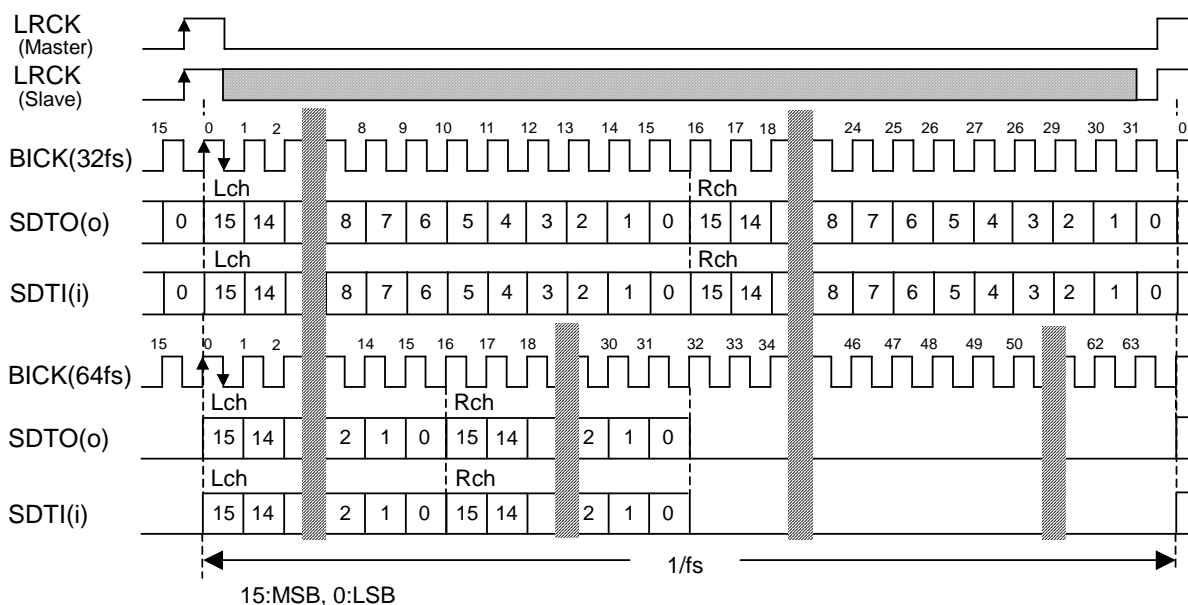 LRCK
(Master)
LRCK
(Slave)
15 0 1 2 8 9 10 11 12 13 14 15 16 17 18 24 25 26 27 26 29 30 31 0
BICK(32fs)
Lch Rch
SDTO(o) 0 15 14 8 7 6 5 4 3 2 1 0 15 14 8 7 6 5 4 3 2 1 0
Lch Rch
SDTI(i) 0 15 14 8 7 6 5 4 3 2 1 0 15 14 8 7 6 5 4 3 2 1 0
15 0 1 2 14 15 16 17 18 30 31 32 33 34 46 47 48 49 50 62 63
BICK(64fs)
Lch Rch
SDTO(o) 15 14 2 1 0 15 14 2 1 0
Lch Rch
SDTI(i) 15 14 2 1 0 15 14 2 1 0
1/fs
15:MSB, 0:LSB